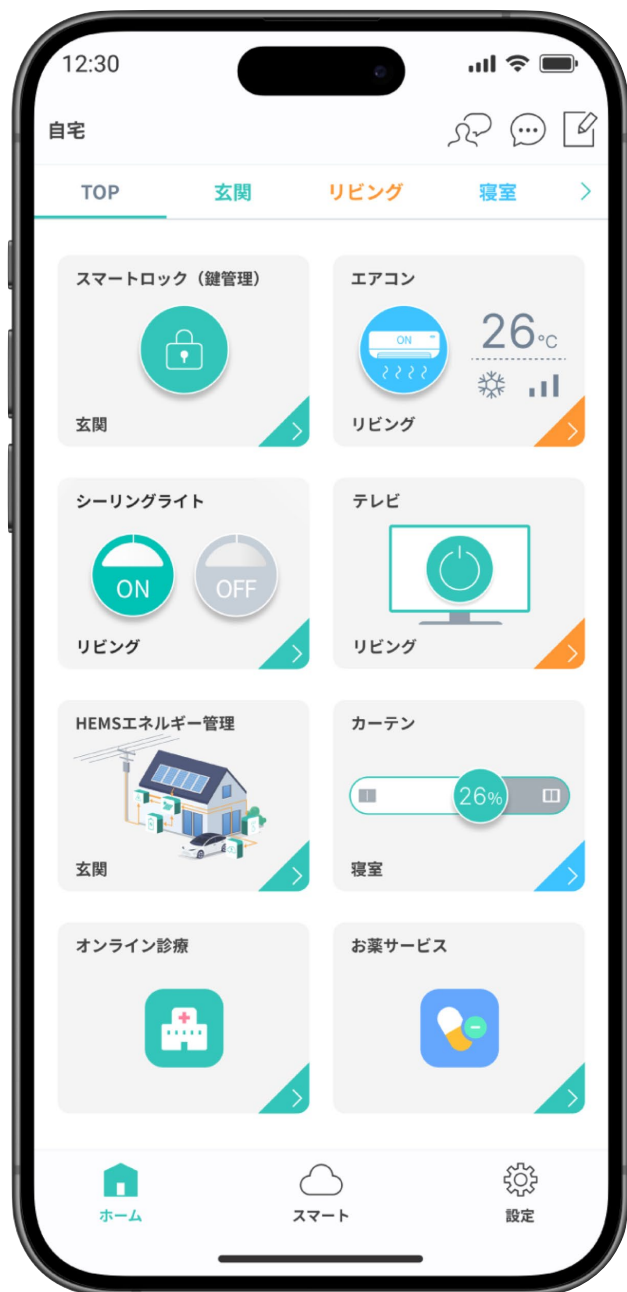 12:30
自宅
TOP 玄関 リビング 寝室
スマートロック（鍵管理）
玄関
エアコン
ON
26℃
リビング
シーリングライト
ON OFF
リビング
テレビ
リビング
HEMSエネルギー管理
玄関
カーテン
26%
寝室
オンライン診療
お薬サービス
ホーム スマート 設定